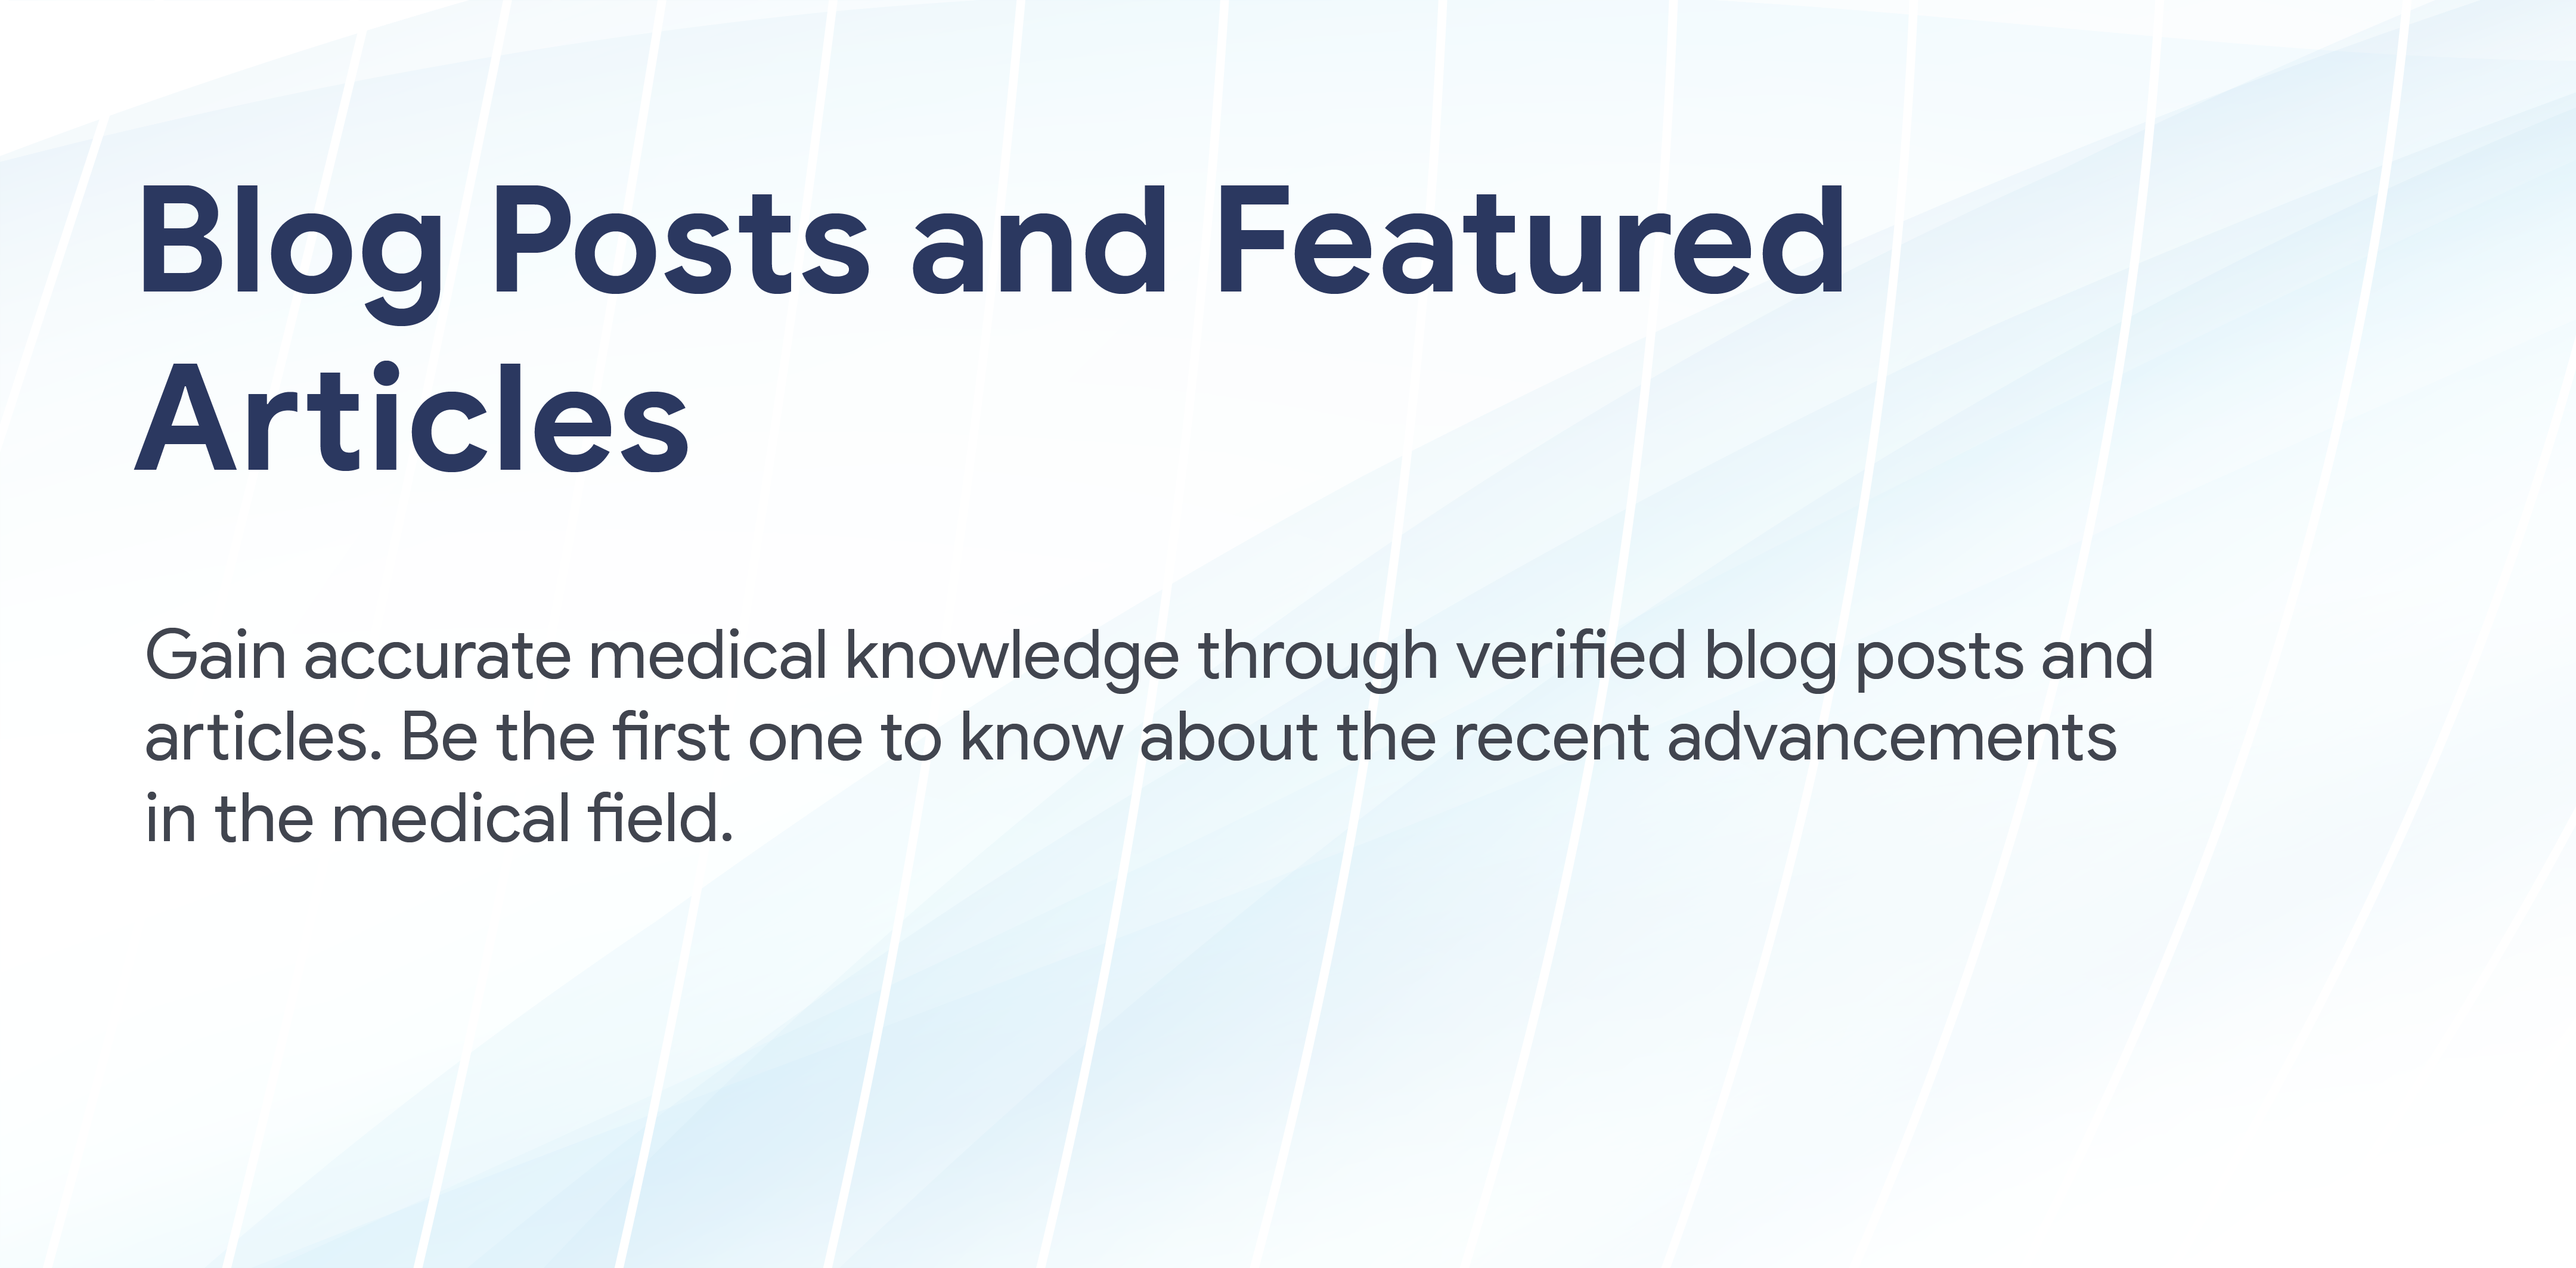 Blog Posts and Featured
Articles
Gain accurate medical knowledge through verified blog posts and
articles. Be the first one to know about the recent advancements
in the medical field.